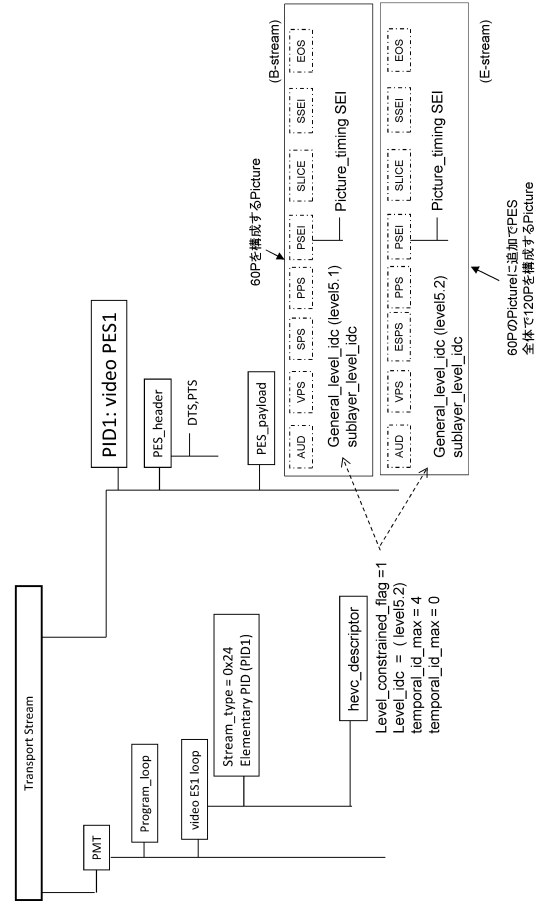 Transport Stream
PMT
Program_loop
video ES1 loop
Stream_type = 0x24
Elementary PID (PID1)
hevc_descriptor
Level_constrained_flag =1
Level_idc = ( level5.2)
temporal_id_max = 4
temporal_id_max = 0
PID1: video PES1
PES_header
DTS,PTS
PES_payload
60Pを構成するPicture
(B-stream)
AUD
VPS
SPS
PPS
PSEI
SLICE
SSEI
EOS
General_level_idc (level5.1)
sublayer_level_idc
Picture_timing SEI
AUD
VPS
ESPS
PPS
PSEI
SLICE
SSEI
EOS
General_level_idc (level5.2)
sublayer_level_idc
Picture_timing SEI
(E-stream)
60PのPictureに追加でPES
全体で120Pを構成するPicture